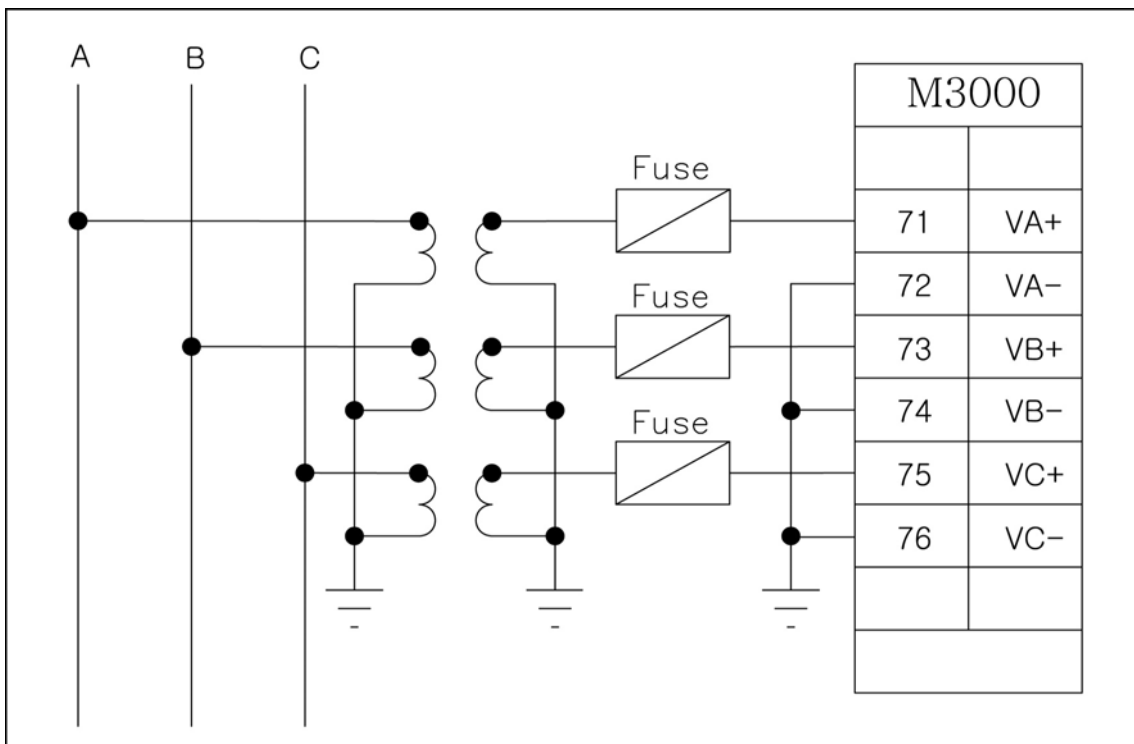 A B C
M3000
Fuse
71 VA+
72 VA-
Fuse
73 VB+
74 VB-
Fuse
75 VC+
76 VC-